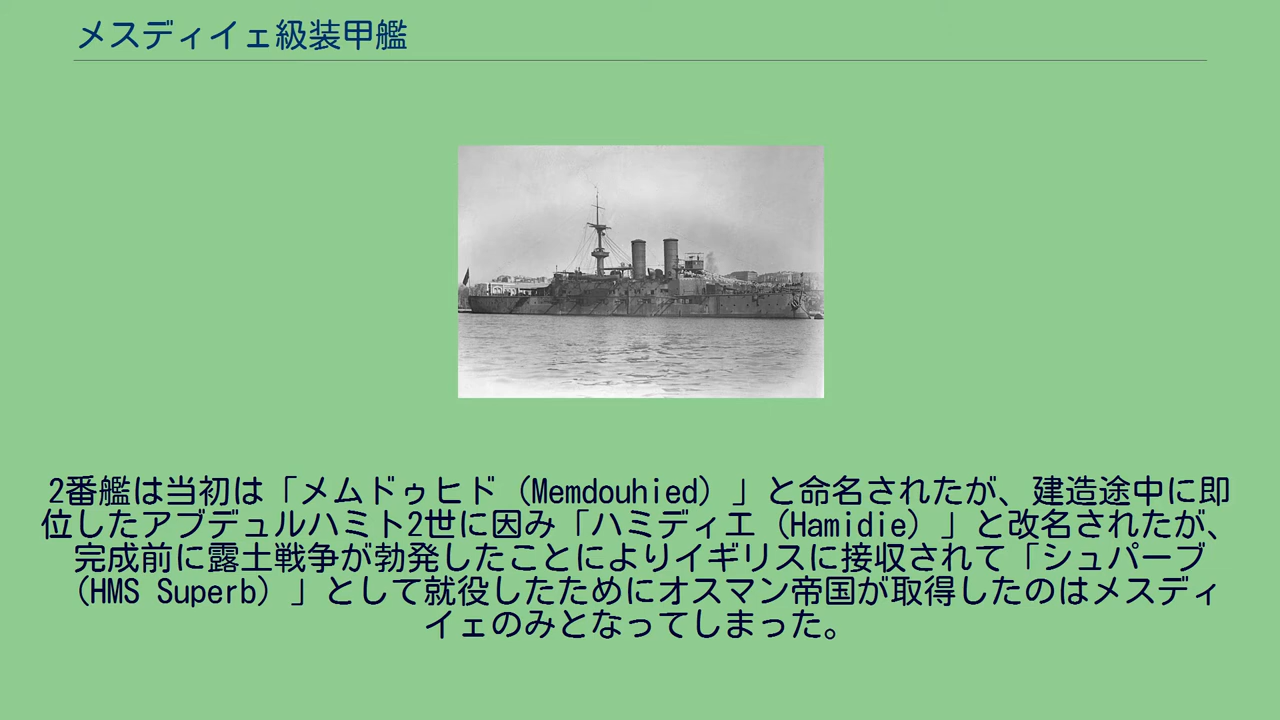 メスディイェ級装甲艦
2番艦は当初は「メムドゥヒド（Memdouhied）」と命名されたが、建造途中に即
位したアブデュルハミト2世に因み「ハミディエ（Hamidie）」と改名されたが、
完成前に露土戦争が勃発したことによりイギリスに接収されて「シュパーブ
（HMS Superb）」として就役したためにオスマン帝国が取得したのはメスディ
イェのみとなってしまった。